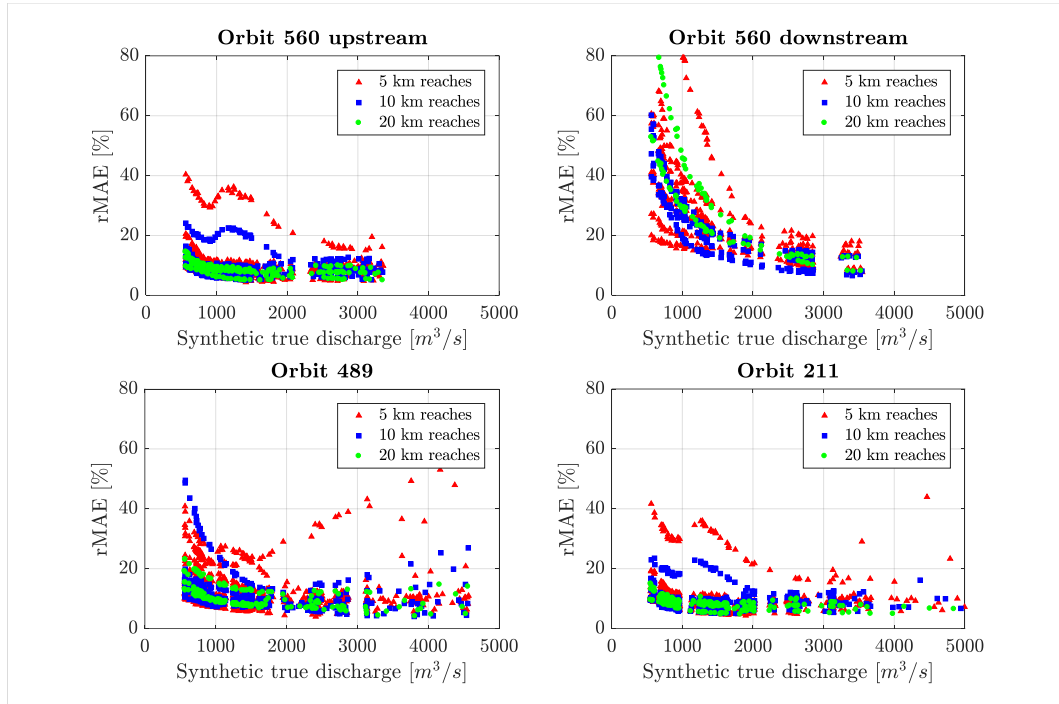 Orbit 560 upstream
80
60
40
20
0
rMAE [%]
5 km reaches
10 km reaches
20 km reaches
0 1000 2000 3000 4000 5000
Synthetic true discharge [m³/s]
Orbit 560 downstream
80
60
40
20
0
rMAE [%]
5 km reaches
10 km reaches
20 km reaches
0 1000 2000 3000 4000 5000
Synthetic true discharge [m³/s]
Orbit 489
80
60
40
20
0
rMAE [%]
5 km reaches
10 km reaches
20 km reaches
0 1000 2000 3000 4000 5000
Synthetic true discharge [m³/s]
Orbit 211
80
60
40
20
0
rMAE [%]
5 km reaches
10 km reaches
20 km reaches
0 1000 2000 3000 4000 5000
Synthetic true discharge [m³/s]